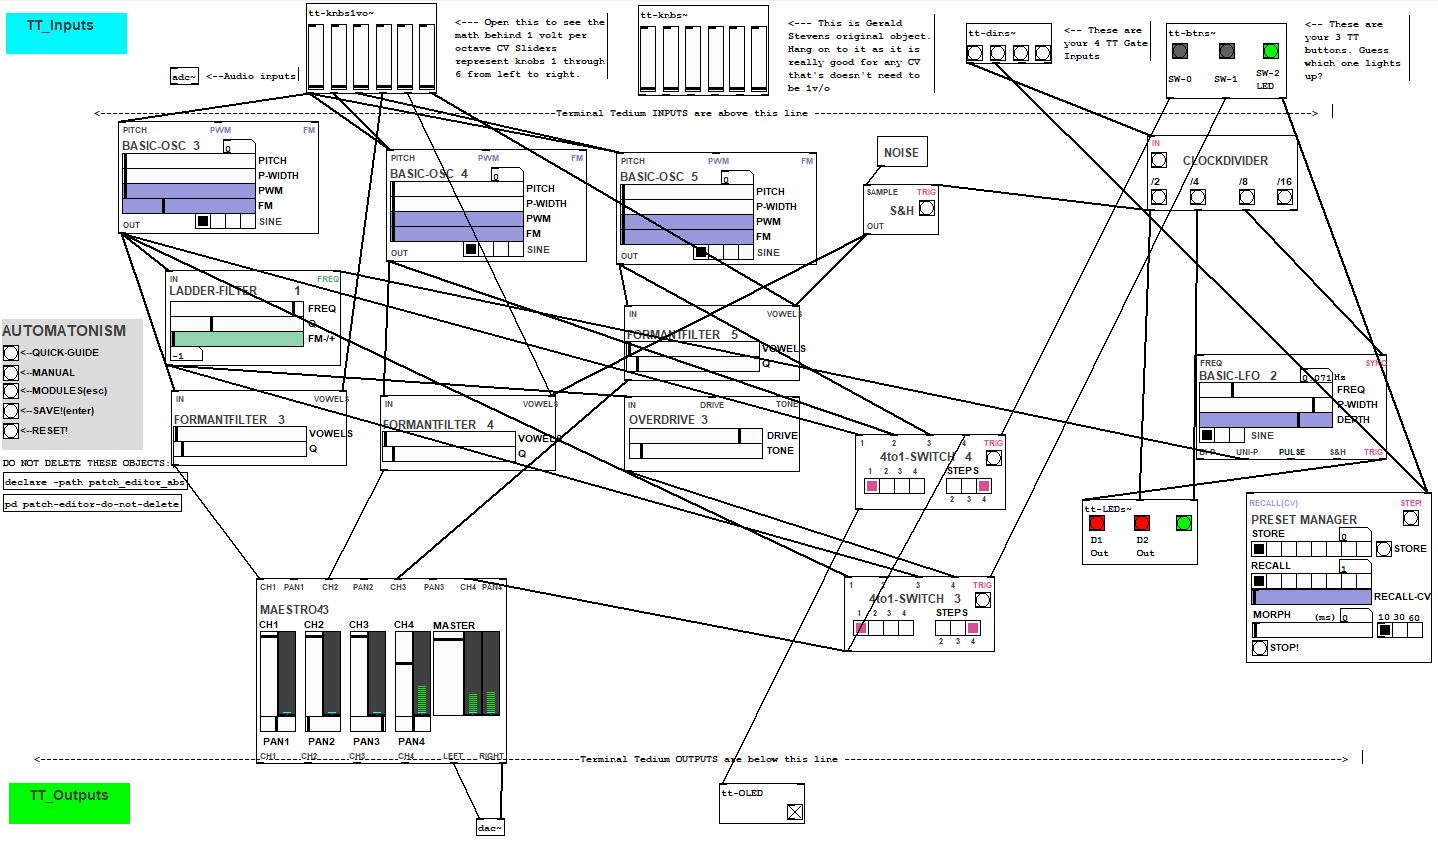 TT_Inputs
adc~
<--Audio inputs
tt-knbs1vo~
<--- Open this to see the
math behind 1 volt per
octave CV Sliders
represent knobs 1 through
6 from left to right.
tt-knbs~
<--- This is Gerald
Stevens original object.
Hang on to it as it is
really good for any CV
that's doesn't need to
be 1v/o
tt-dins~
<-- These are
your 4 TT Gate
Inputs
tt-btns~
SW-0
SW-1
SW-2
LED
<-- These are
your 3 TT
buttons. Guess
which one lights
up?
Terminal Tedium INPUTS are above this line
PITCH PWM FM
BASIC-OSC 3
0
PITCH
P-WIDTH
PWM
FM
OUT
SINE
PITCH PWM FM
BASIC-OSC 4
0
PITCH
P-WIDTH
PWM
FM
OUT
SINE
PITCH PWM FM
BASIC-OSC 5
0
PITCH
P-WIDTH
PWM
FM
OUT
SINE
NOISE
SAMPLE TRIG
S&H
OUT
IN
CLOCKDIVIDER
/2 /4 /8 /16
IN FREQ
LADDER-FILTER 1
FREQ
Q
FM-/+
-1
IN VOWELS
FORMANTFILTER 5
VOWELS
Q
AUTOMATONISM
<--QUICK-GUIDE
<--MANUAL
<--MODULES(esc)
<--SAVE!(enter)
<--RESET!
DO NOT DELETE THESE OBJECTS:
declare -path patch_editor_abs
pd patch-editor-do-not-delete
IN VOWELS
FORMANTFILTER 3
VOWELS
Q
IN VOWELS
FORMANTFILTER 4
VOWELS
Q
IN DRIVE TONE
OVERDRIVE 3
DRIVE
TONE
1 2 3 4 TRIG
4to1-SWITCH 4
1 2 3 4 STEPS
2 3 4
FREQ SYNC
BASIC-LFO 2
0.071 Hz
FREQ
P-WIDTH
DEPTH
SINE
BI-P UNI-P PULSE S&H TRIG
tt-LEDs~
D1
Out
D2
Out
RECALL(CV) STEP!
PRESET MANAGER
STORE
0
STORE
RECALL
1
RECALL-CV
MORPH (ms) 0 10 30 60
STOP!
1 2 3 4 TRIG
4to1-SWITCH 3
1 2 3 4 STEPS
2 3 4
CH1 PAN1 CH2 PAN2 CH3 PAN3 CH4 PAN4
MAESTRO43
CH1 CH2 CH3 CH4 MASTER
PAN1 PAN2 PAN3 PAN4
CH1 CH2 CH3 CH4 LEFT RIGHT
Terminal Tedium OUTPUTS are below this line
TT_Outputs
dac~
tt-OLED